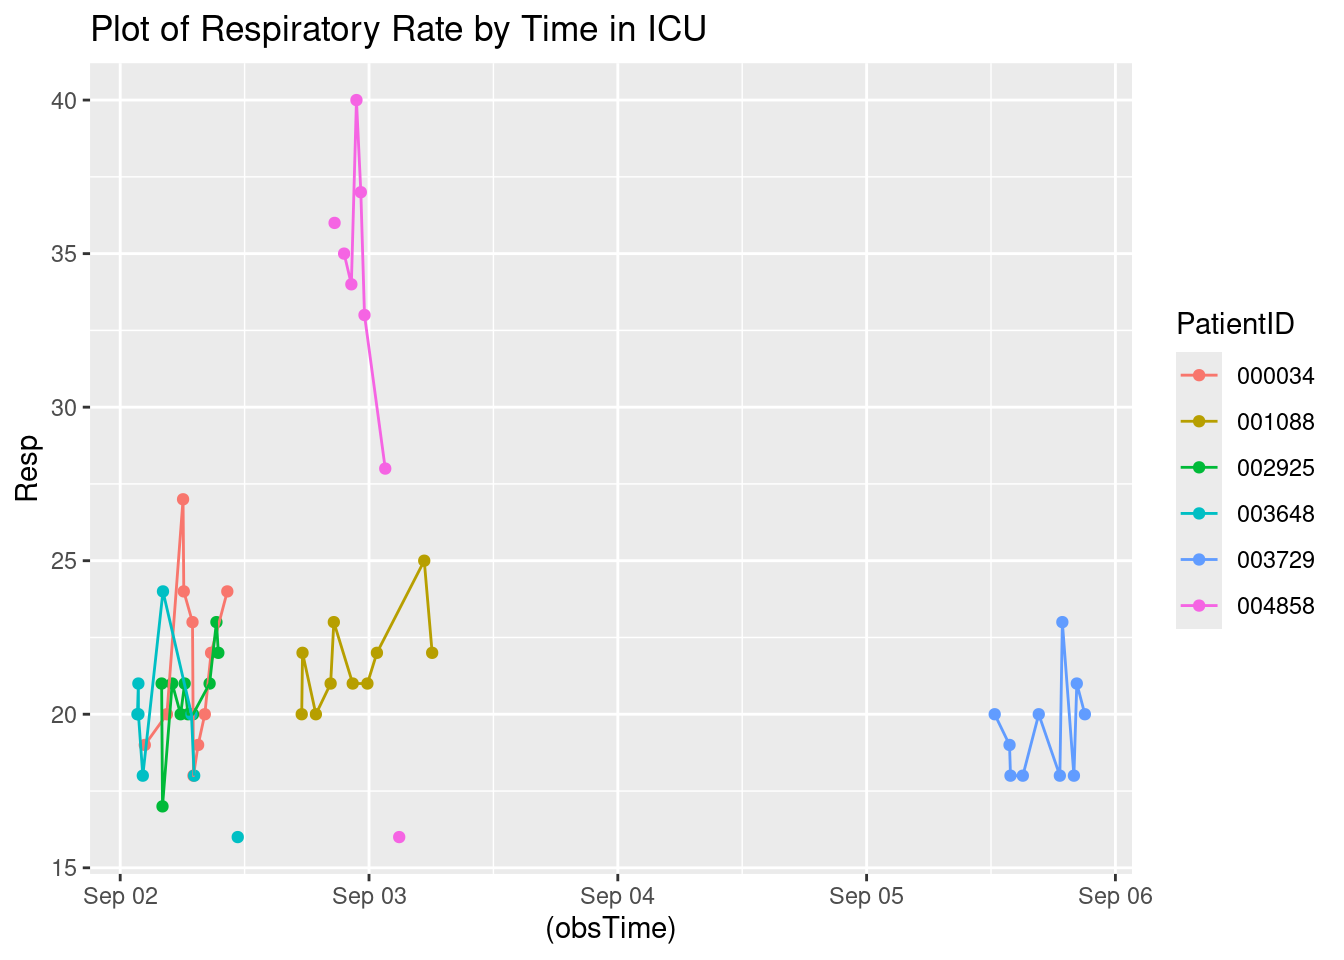 Plot of Respiratory Rate by Time in ICU
40
35
30
25
20
15
Resp
Sep 02
Sep 03
Sep 04
Sep 05
Sep 06
(obsTime)
PatientID
000034
001088
002925
003648
003729
004858